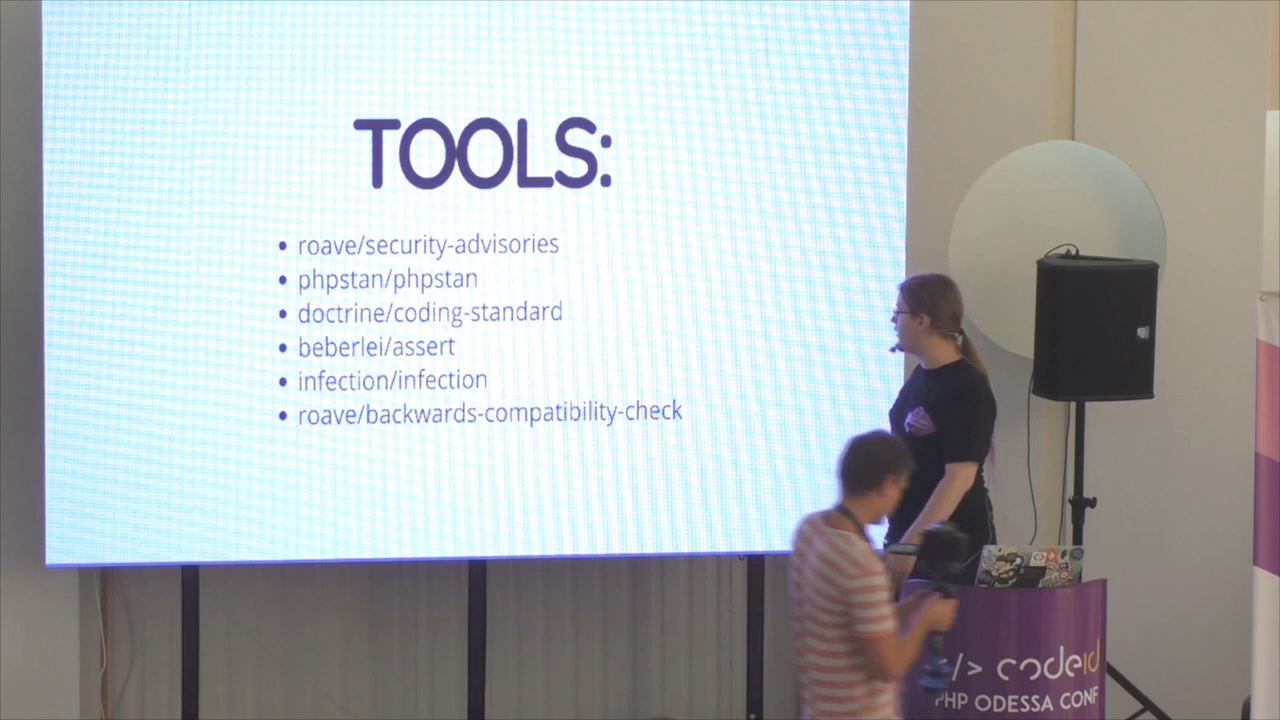 TOOLS:
roave/security-advisories
phpstan/phpstan
doctrine/coding-standard
beberlei/assert
infection/infection
roave/backwards-compatibility-check
/> codeid
PHP ODESSA CONF